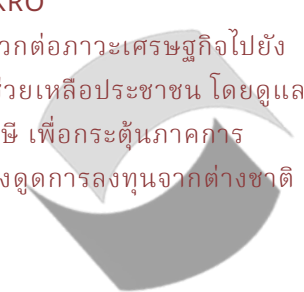 KRO
วกต่อภาวะเศรษฐกิจไปยัง
ช่วยเหลือประชาชน โดยดูแล
ษี เพื่อกระตุ้นภาคการ
งดูดการลงทุนจากต่างชาติ